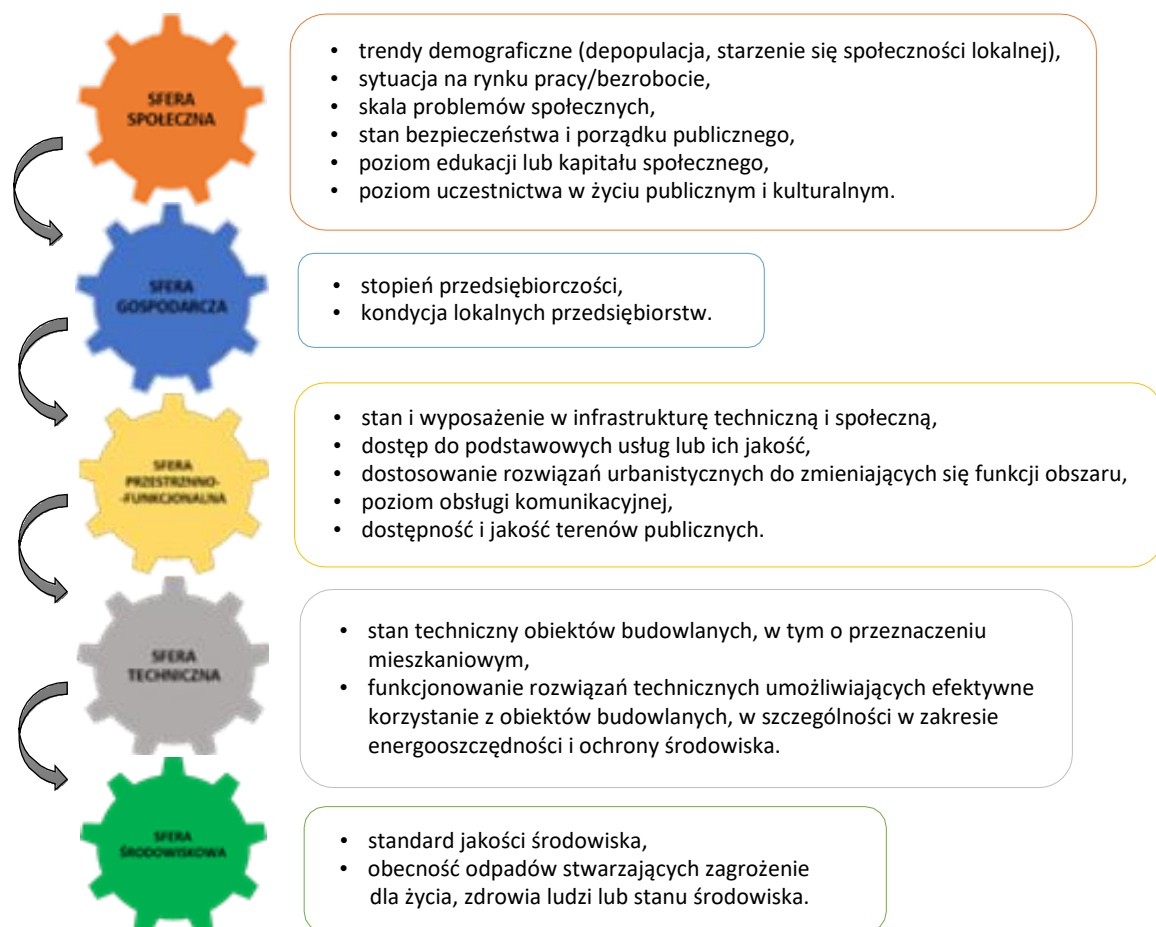 SFERA
SPOŁECZNA
• trendy demograficzne (depopulacja, starzenie się społeczności lokalnej),
• sytuacja na rynku pracy/bezrobocie,
• skala problemów społecznych,
• stan bezpieczeństwa i porządku publicznego,
• poziom edukacji lub kapitału społecznego,
• poziom uczestnictwa w życiu publicznym i kulturalnym.
SFERA
GOSPODARCZA
• stopień przedsiębiorczości,
• kondycja lokalnych przedsiębiorstw.
SFERA
PRZESTRZNNO-
-FUNKCJONALNA
• stan i wyposażenie w infrastrukturę techniczną i społeczną,
• dostęp do podstawowych usług lub ich jakość,
• dostosowanie rozwiązań urbanistycznych do zmieniających się funkcji obszaru,
• poziom obsługi komunikacyjnej,
• dostępność i jakość terenów publicznych.
SFERA
TECHNICZNA
• stan techniczny obiektów budowlanych, w tym o przeznaczeniu
mieszkaniowym,
• funkcjonowanie rozwiązań technicznych umożliwiających efektywne
korzystanie z obiektów budowlanych, w szczególności w zakresie
energooszczędności i ochrony środowiska.
SFERA
ŚRODOWISKOWA
• standard jakości środowiska,
• obecność odpadów stwarzających zagrożenie
dla życia, zdrowia ludzi lub stanu środowiska.